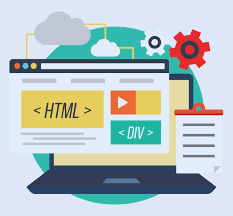 < HTML >
< DIV >